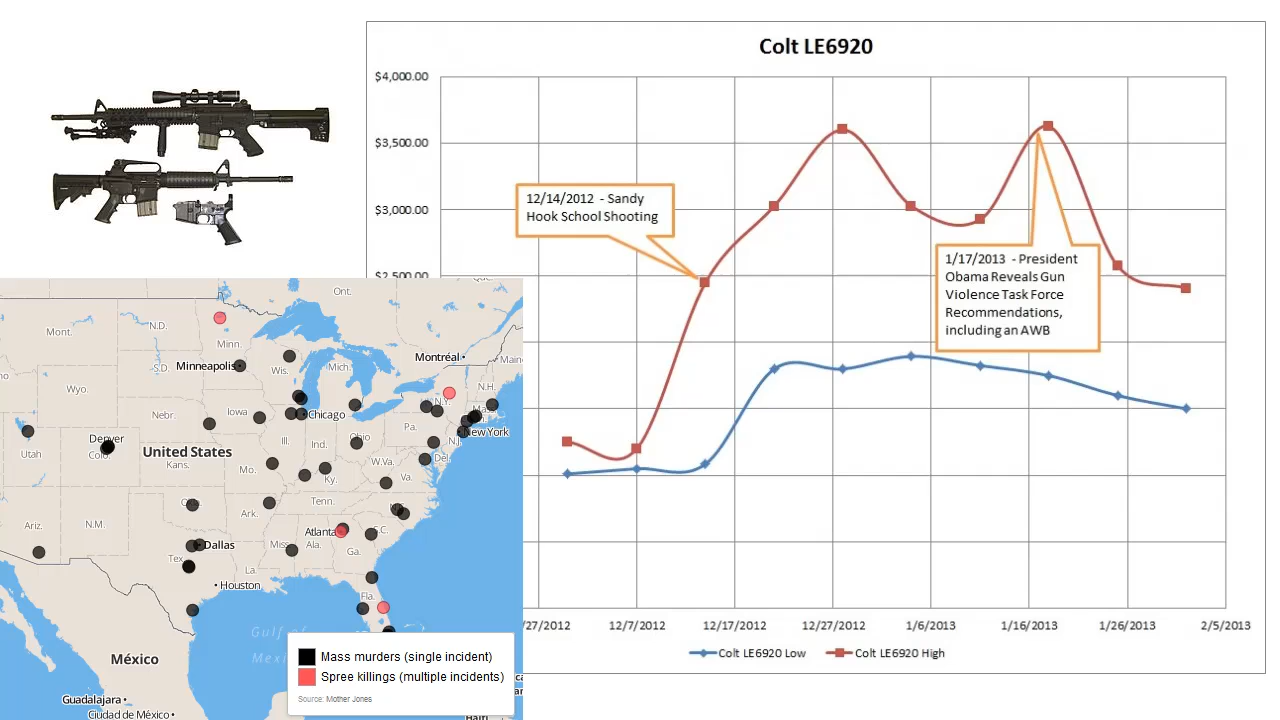 Colt LE6920
$4,000.00
$3,500.00
$3,000.00
12/14/2012 - Sandy
Hook School Shooting
1/17/2013 - President
Obama Reveals Gun
Violence Task Force
Recommendations,
including an AWB
/27/2012 12/7/2012 12/17/2012 12/27/2012 1/6/2013 1/16/2013 1/26/2013 2/5/2013
Colt LE6920 Low Colt LE6920 High
Ont.
Mont.
N.D.
Minn.
Montréal
Maine
S.D.
Minneapolis
Wis.
Mich.
N.H.
Wyo.
Nebr.
Iowa
Chicago
N.Y.
Mass.
New York
Denver
Colo.
Utah
United States
Kans.
Ill.
Ind.
Ohio
Pa.
N.J.
Del.
Mo.
Ky.
W.Va.
Va.
Ariz.
N.M.
Ark.
Tenn.
Atlanta
S.C.
Dallas
Tex.
Miss.
Ala.
Ga.
La.
Houston
Fla.
Gulf of
Mexi
México
Guadalajara
Ciudad de México
Mass murders (single incident)
Spree killings (multiple incidents)
Source: Mother Jones